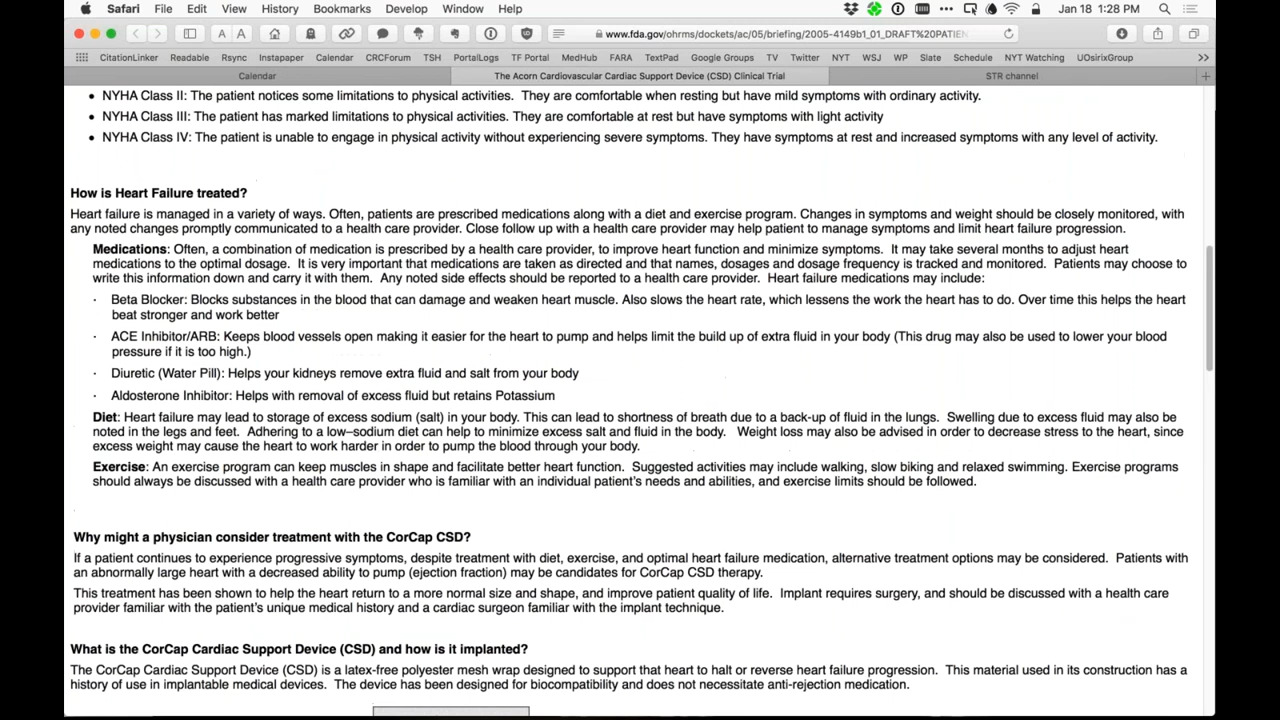 Safari File Edit View History Bookmarks Develop Window Help Jan 18 1:28 PM
A A www.fda.gov/ohrms/dockets/ac/05/briefing/2005-4149b1_01_DRAFT%20PATIEN
CitationLinker Readable Rsync Instapaper Calendar CRCForum TSH PortalLogs TF Portal MedHub FARA TextPad Google Groups TV Twitter NYT WSJ WP Slate Schedule NYT Watching UOsirixGroup >>
Calendar The Acorn Cardiovascular Cardiac Support Device (CSD) Clinical Trial STR channel +
• NYHA Class II: The patient notices some limitations to physical activities. They are comfortable when resting but have mild symptoms with ordinary activity.
• NYHA Class III: The patient has marked limitations to physical activities. They are comfortable at rest but have symptoms with light activity
• NYHA Class IV: The patient is unable to engage in physical activity without experiencing severe symptoms. They have symptoms at rest and increased symptoms with any level of activity.
How is Heart Failure treated?
Heart failure is managed in a variety of ways. Often, patients are prescribed medications along with a diet and exercise program. Changes in symptoms and weight should be closely monitored, with
any noted changes promptly communicated to a health care provider. Close follow up with a health care provider may help patient to manage symptoms and limit heart failure progression.
Medications: Often, a combination of medication is prescribed by a health care provider, to improve heart function and minimize symptoms. It may take several months to adjust heart
medications to the optimal dosage. It is very important that medications are taken as directed and that names, dosages and dosage frequency is tracked and monitored. Patients may choose to
write this information down and carry it with them. Any noted side effects should be reported to a health care provider. Heart failure medications may include:
· Beta Blocker: Blocks substances in the blood that can damage and weaken heart muscle. Also slows the heart rate, which lessens the work the heart has to do. Over time this helps the heart
beat stronger and work better
· ACE Inhibitor/ARB: Keeps blood vessels open making it easier for the heart to pump and helps limit the build up of extra fluid in your body (This drug may also be used to lower your blood
pressure if it is too high.)
· Diuretic (Water Pill): Helps your kidneys remove extra fluid and salt from your body
· Aldosterone Inhibitor: Helps with removal of excess fluid but retains Potassium
Diet: Heart failure may lead to storage of excess sodium (salt) in your body. This can lead to shortness of breath due to a back-up of fluid in the lungs. Swelling due to excess fluid may also be
noted in the legs and feet. Adhering to a low–sodium diet can help to minimize excess salt and fluid in the body. Weight loss may also be advised in order to decrease stress to the heart, since
excess weight may cause the heart to work harder in order to pump the blood through your body.
Exercise: An exercise program can keep muscles in shape and facilitate better heart function. Suggested activities may include walking, slow biking and relaxed swimming. Exercise programs
should always be discussed with a health care provider who is familiar with an individual patient's needs and abilities, and exercise limits should be followed.
Why might a physician consider treatment with the CorCap CSD?
If a patient continues to experience progressive symptoms, despite treatment with diet, exercise, and optimal heart failure medication, alternative treatment options may be considered. Patients with
an abnormally large heart with a decreased ability to pump (ejection fraction) may be candidates for CorCap CSD therapy.
This treatment has been shown to help the heart return to a more normal size and shape, and improve patient quality of life. Implant requires surgery, and should be discussed with a health care
provider familiar with the patient's unique medical history and a cardiac surgeon familiar with the implant technique.
What is the CorCap Cardiac Support Device (CSD) and how is it implanted?
The CorCap Cardiac Support Device (CSD) is a latex-free polyester mesh wrap designed to support that heart to halt or reverse heart failure progression. This material used in its construction has a
history of use in implantable medical devices. The device has been designed for biocompatibility and does not necessitate anti-rejection medication.